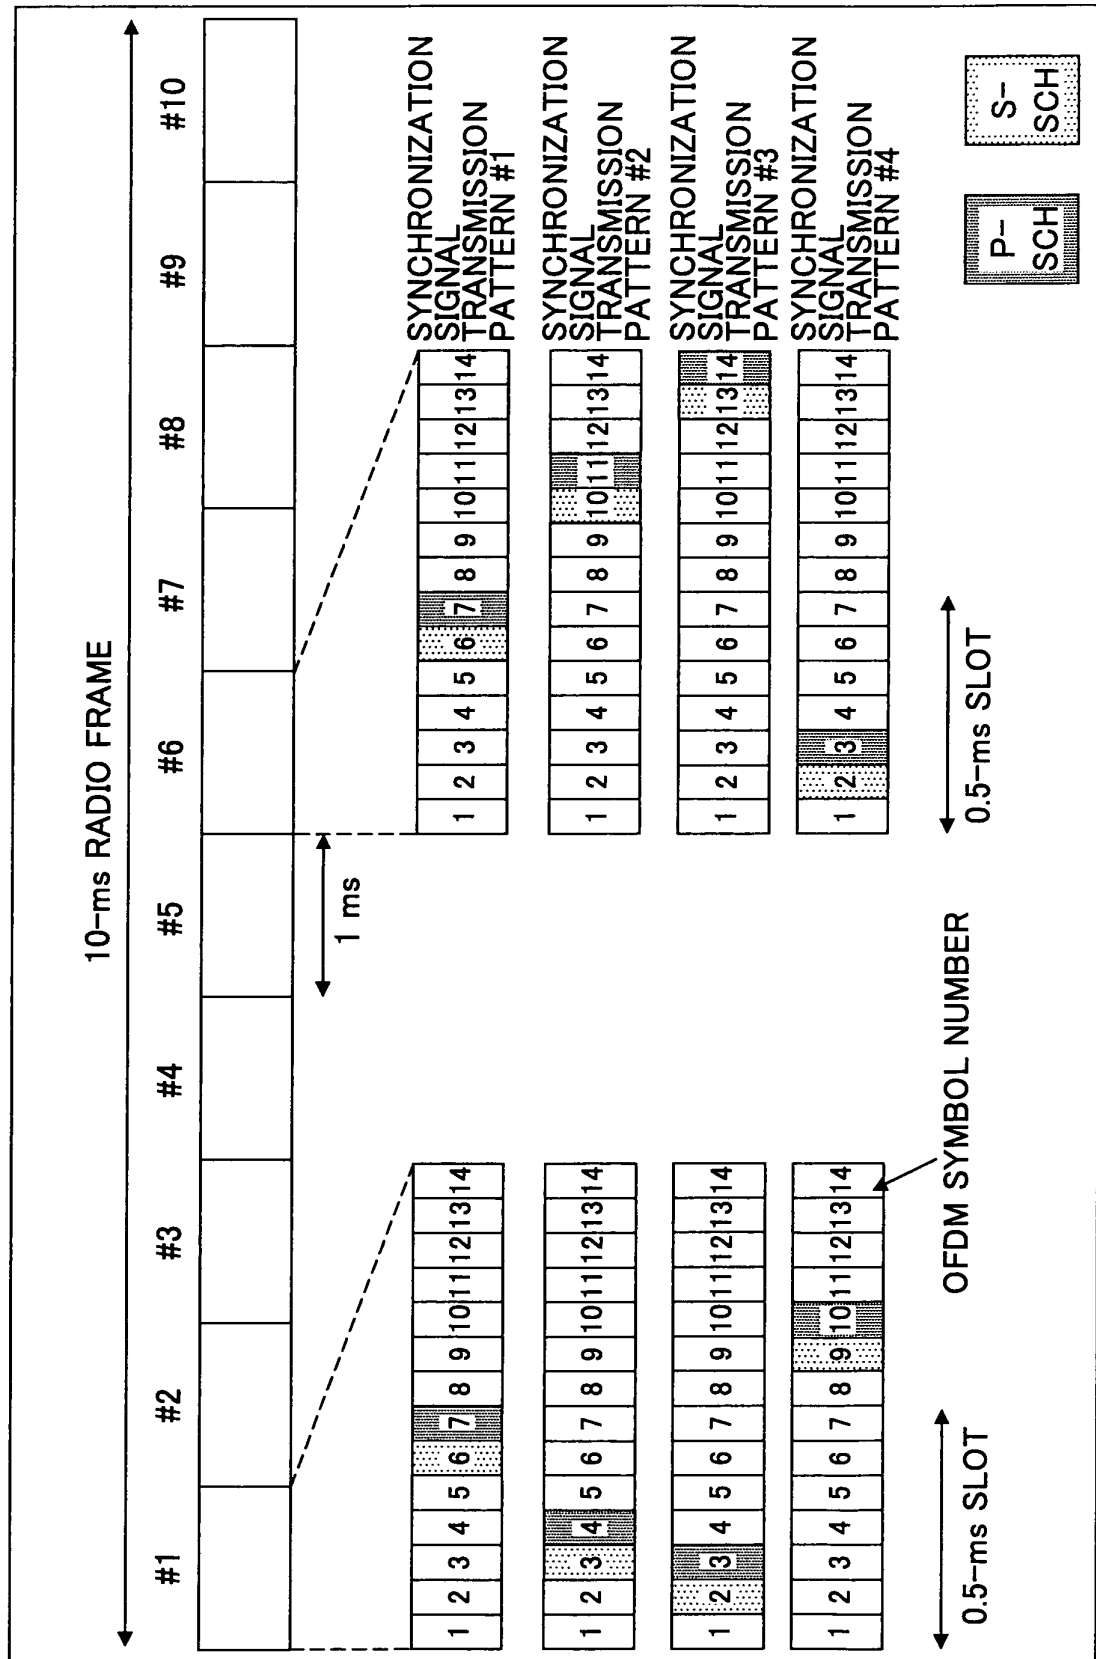 10-ms RADIO FRAME
#1 #2 #3 #4 #5 #6 #7 #8 #9 #10
1 ms
1 2 3 4 5 6 7 8 9 10 11 12 13 14
1 2 3 4 5 6 7 8 9 10 11 12 13 14
SYNCHRONIZATION
SIGNAL
TRANSMISSION
PATTERN #1
1 2 3 4 5 6 7 8 9 10 11 12 13 14
1 2 3 4 5 6 7 8 9 10 11 12 13 14
SYNCHRONIZATION
SIGNAL
TRANSMISSION
PATTERN #2
1 2 3 4 5 6 7 8 9 10 11 12 13 14
1 2 3 4 5 6 7 8 9 10 11 12 13 14
SYNCHRONIZATION
SIGNAL
TRANSMISSION
PATTERN #3
1 2 3 4 5 6 7 8 9 10 11 12 13 14
1 2 3 4 5 6 7 8 9 10 11 12 13 14
SYNCHRONIZATION
SIGNAL
TRANSMISSION
PATTERN #4
0.5-ms SLOT
OFDM SYMBOL NUMBER
0.5-ms SLOT
P-
SCH
S-
SCH